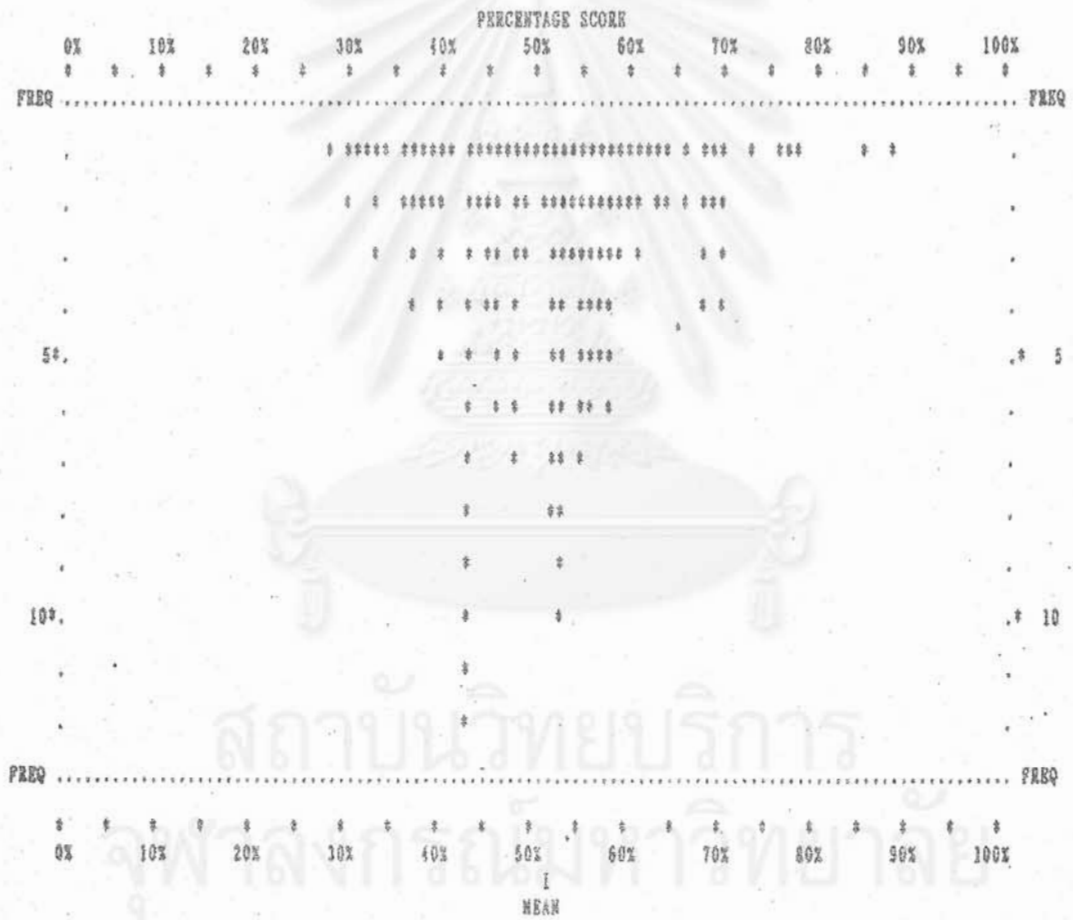 PERCENTAGE SCORE
0% 10% 20% 30% 40% 50% 60% 70% 80% 90% 100%
* * * * * * * * * * * * * * * * * * * * *
FREQ FREQ
5*. .* 5
10*. .* 10
สถาบันวิทยบริการ
FREQ FREQ
* * * * * * * * * * * * * * * * * * * * *
0% 10% 20% 30% 40% 50% 60% 70% 80% 90% 100%
จุฬาลงกรณ์มหาวิทยาลัย
I
MEAN